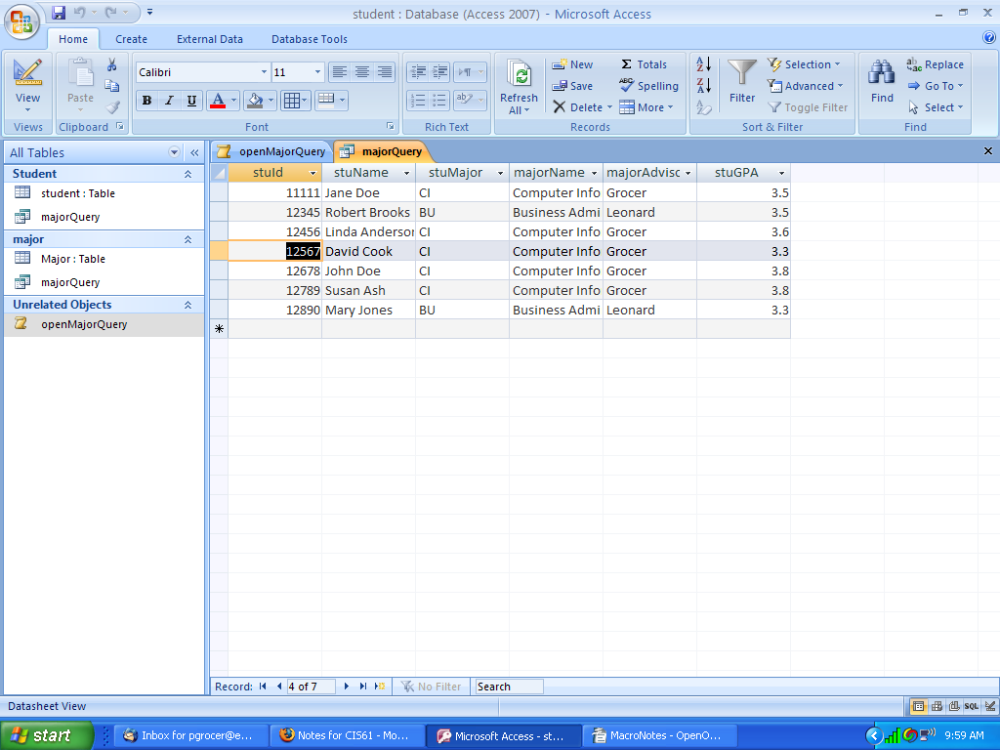 student : Database (Access 2007) - Microsoft Access
Home Create External Data Database Tools
View
Views
Paste
Clipboard
Calibri 11
B I U A
Font
ab
Rich Text
Refresh
All
New Σ Totals
Save ABC Spelling
Delete More
Records
Filter
Selection
Advanced
Toggle Filter
Sort & Filter
Find
Replace
Go To
Select
Find
All Tables «
Student
student : Table
majorQuery
major
Major : Table
majorQuery
Unrelated Objects
openMajorQuery
openMajorQuery majorQuery
stuId stuName stuMajor majorName majorAdvisc stuGPA
11111 Jane Doe CI Computer Info Grocer 3.5
12345 Robert Brooks BU Business Admi Leonard 3.5
12456 Linda Anderson CI Computer Info Grocer 3.6
12567 David Cook CI Computer Info Grocer 3.3
12678 John Doe CI Computer Info Grocer 3.8
12789 Susan Ash CI Computer Info Grocer 3.8
12890 Mary Jones BU Business Admi Leonard 3.3
Record: 4 of 7 No Filter Search
Datasheet View SQL
start Inbox for pgrocer@e... Notes for CIS61 - Mo... Microsoft Access - st... MacroNotes - OpenO... 9:59 AM